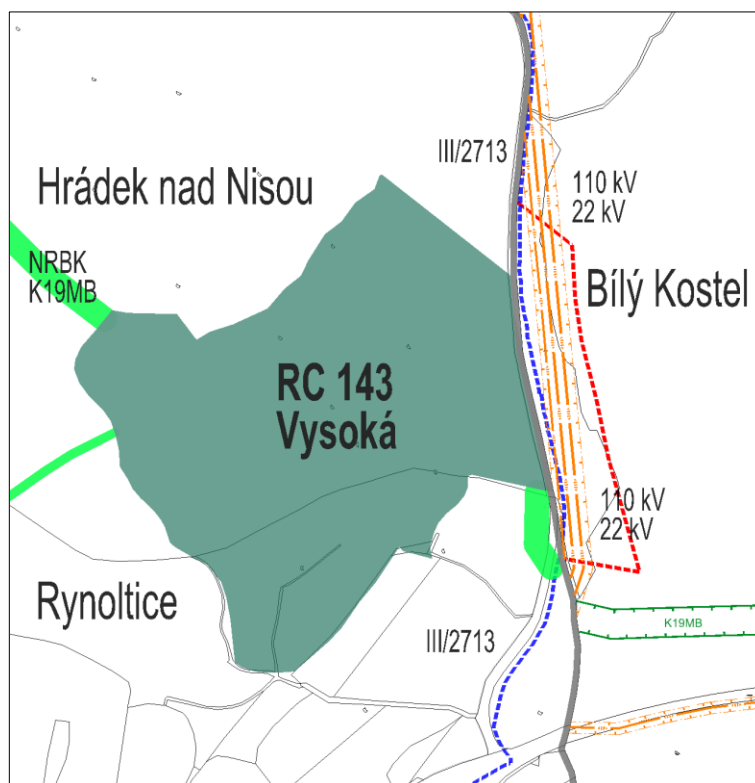 III/2713
Hrádek nad Nisou
110 kV
22 kV
NRBK
K19MB
Bílý Kostel
RC 143
Vysoká
110 kV
22 kV
Rynoltice
K19MB
III/2713